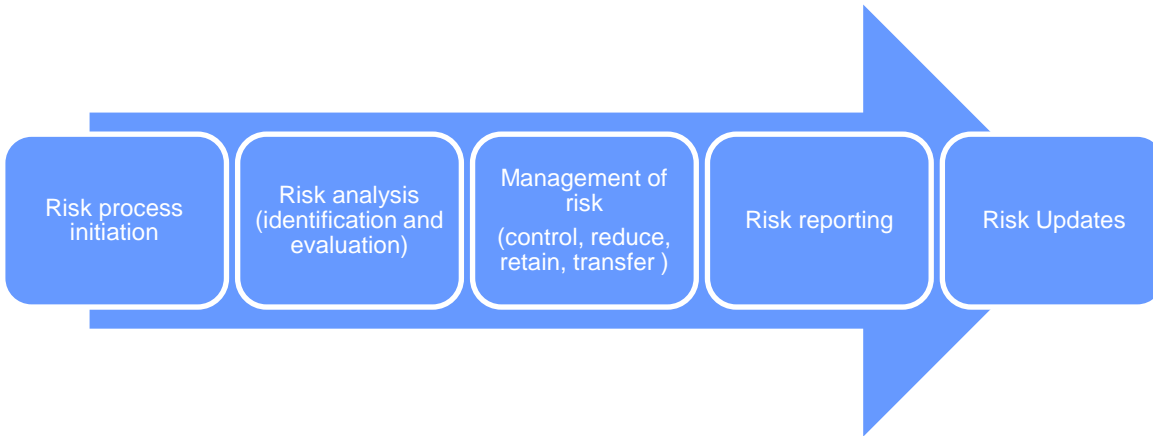 Risk process
initiation
Risk analysis
(identification and
evaluation)
Management of
risk
(control, reduce,
retain, transfer )
Risk reporting
Risk Updates